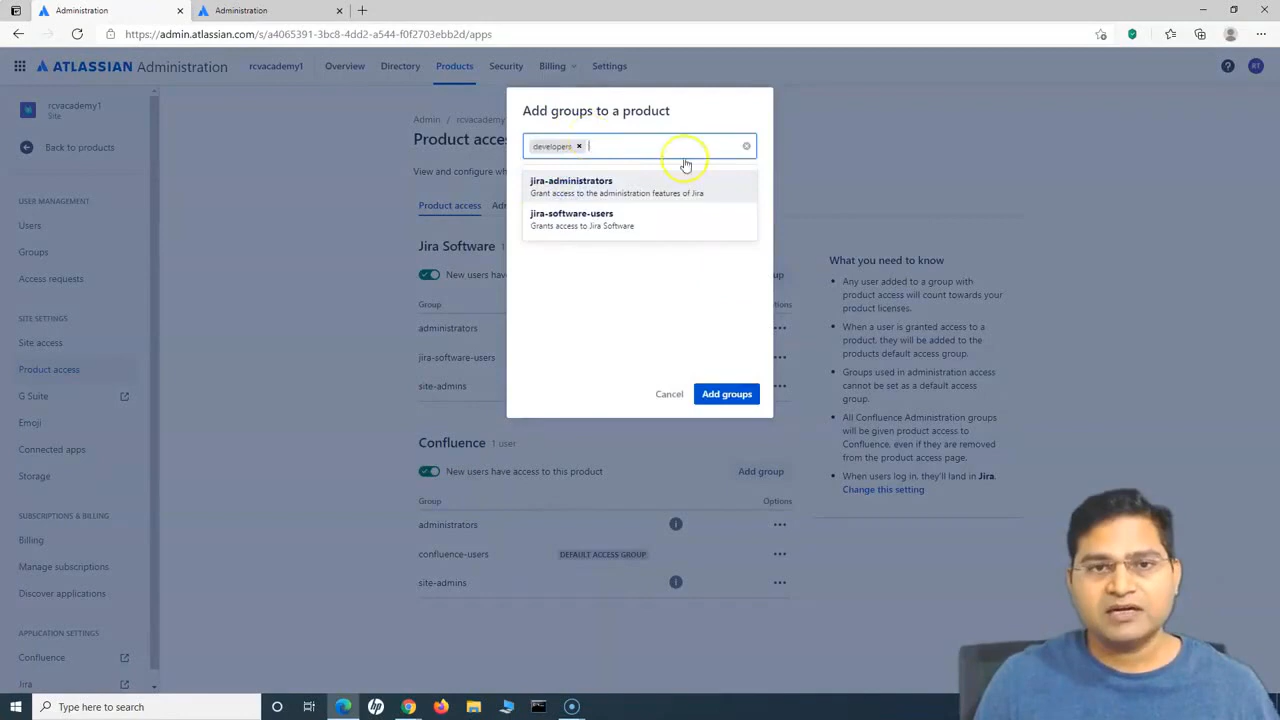 Administration
Administration
https://admin.atlassian.com/s/a4065391-3bc8-4dd2-a544-f0f2703ebb2d/apps
ATLASSIAN Administration
rcvacademy1
Overview
Directory
Products
Security
Billing
Settings
RT
rcvacademy1
Site
Back to products
USER MANAGEMENT
Users
Groups
Access requests
SITE SETTINGS
Site access
Product access
G Suite
Emoji
Connected apps
Storage
SUBSCRIPTIONS & BILLING
Billing
Manage subscriptions
Discover applications
APPLICATION SETTINGS
Confluence
Jira
Admin / rcvacademy
Product acce
View and configure wh
Product access
Jira Software 1
New users have
Group
Options
administrators
jira-software-users
site-admins
Add groups to a product
developers
jira-administrators
Grant access to the administration features of Jira
jira-software-users
Grants access to Jira Software
Cancel
Add groups
Confluence 1 user
New users have access to this product
Add group
Group
Options
administrators
confluence-users
DEFAULT ACCESS GROUP
site-admins
What you need to know
Any user added to a group with
product access will count towards your
product licenses.
When a user is granted access to a
product, they will be added to the
products default access group.
Groups used in administration access
cannot be set as a default access
group.
All Confluence Administration groups
will be given product access to
Confluence, even if they are removed
from the product access page.
When users log in, they'll land in Jira.
Change this setting
Type here to search